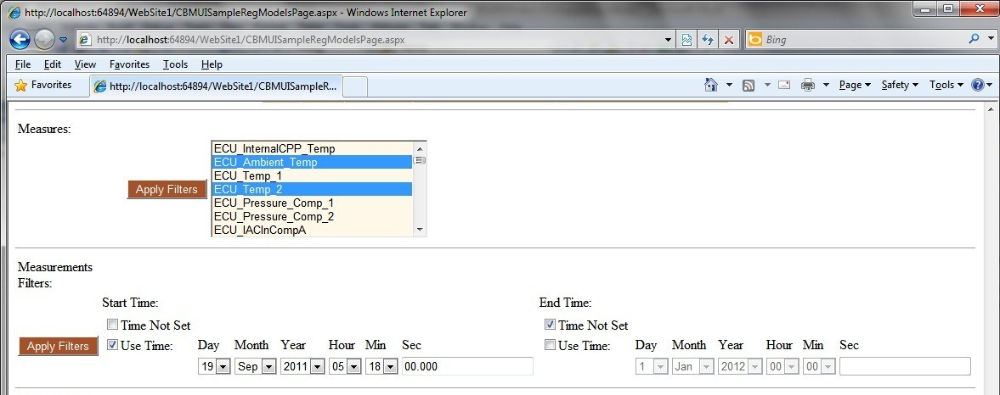 http://localhost:64894/WebSite1/CBMUISampleRegModelsPage.aspx - Windows Internet Explorer
http://localhost:64894/WebSite1/CBMUISampleRegModelsPage.aspx
Bing
File Edit View Favorites Tools Help
Favorites http://localhost:64894/WebSite1/CBMUISampleR... Page Safety Tools
Measures:
ECU_InternalCPP_Temp
ECU_Ambient_Temp
ECU_Temp_1
Apply Filters ECU_Temp_2
ECU_Pressure_Comp_1
ECU_Pressure_Comp_2
ECU_IACInCompA
Measurements
Filters:
Start Time: End Time:
Time Not Set Time Not Set
Apply Filters Use Time: Day Month Year Hour Min Sec Use Time: Day Month Year Hour Min Sec
19 Sep 2011 05 18 00.000 1 Jan 2012 00 00